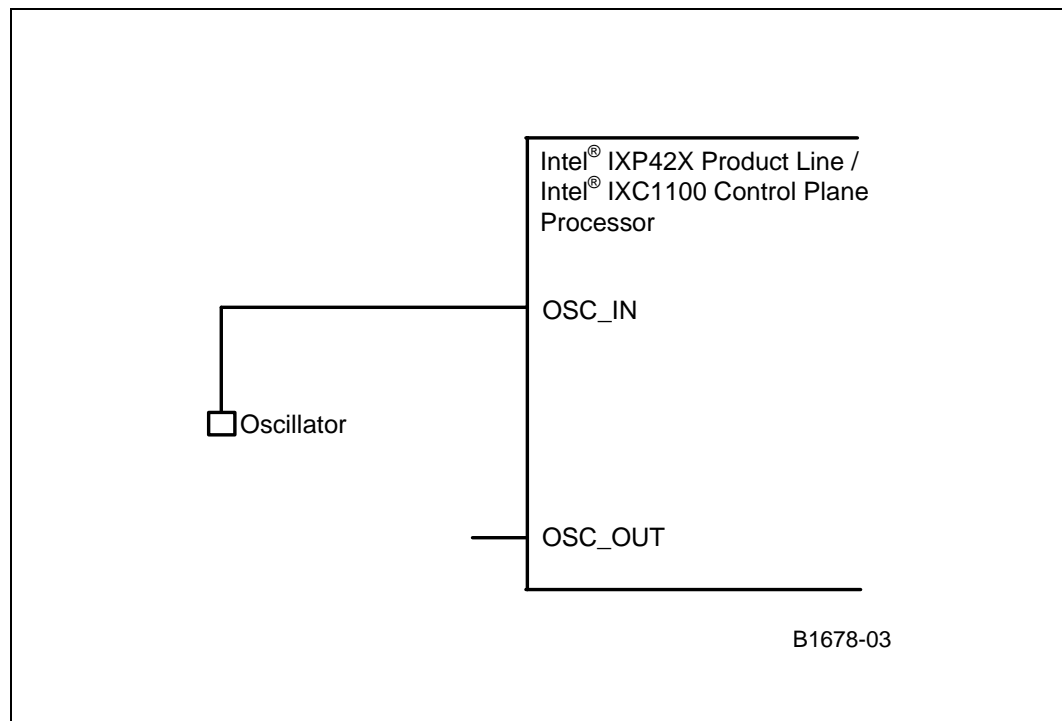 Intel® IXP42X Product Line /
Intel® IXC1100 Control Plane
Processor
OSC_IN
Oscillator
OSC_OUT
B1678-03